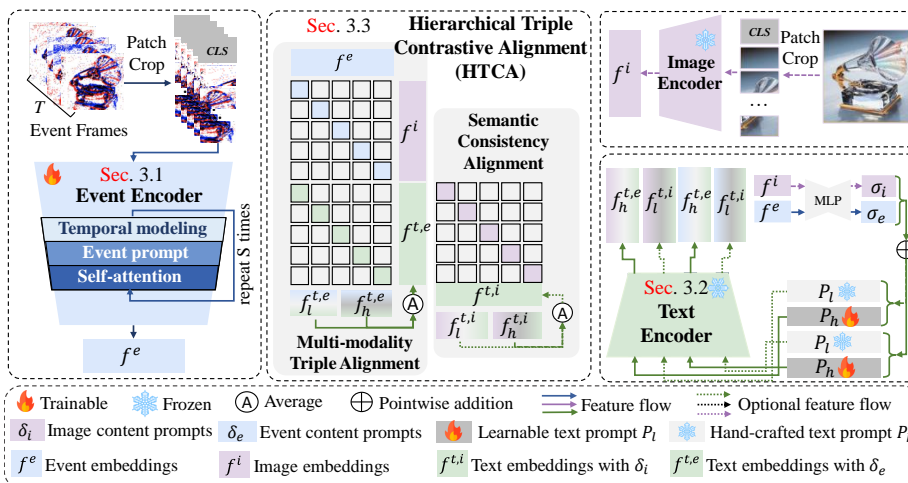 Patch
Crop
CLS
T
Event Frames
Sec. 3.1
Event Encoder
Temporal modeling
Event prompt
Self-attention
repeat S times
f^e
Sec. 3.3
Hierarchical Triple
Contrastive Alignment
(HTCA)
f^e
f^i
f^{t,e}
f_l^{t,e}
f_h^{t,e}
A
Multi-modality
Triple Alignment
Semantic
Consistency
Alignment
f^{t,i}
f_l^{t,i}
f_h^{t,i}
A
f^i
Image
Encoder
CLS
...
Patch
Crop
f_h^{t,e}
f_l^{t,i}
f_h^{t,e}
f_l^{t,i}
f^i
f^e
MLP
σ_i
σ_e
Sec. 3.2
Text
Encoder
P_l
P_h
P_l
P_h
Trainable
Frozen
A Average
Pointwise addition
Feature flow
Optional feature flow
δ_i Image content prompts
δ_e Event content prompts
Learnable text prompt P_l
Hand-crafted text prompt
f^e Event embeddings
f^i Image embeddings
f^{t,i} Text embeddings with δ_i
f^{t,e} Text embeddings with δ_e